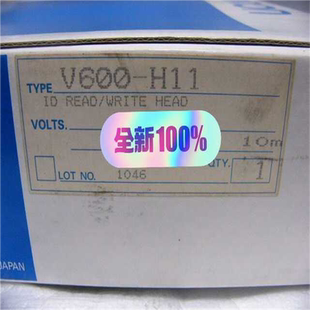 TYPE V600-H11
ID READ/WRITE HEAD
VOLTS.
全新100%
10m
QTY. 1
LOT NO. 1046
JAPAN